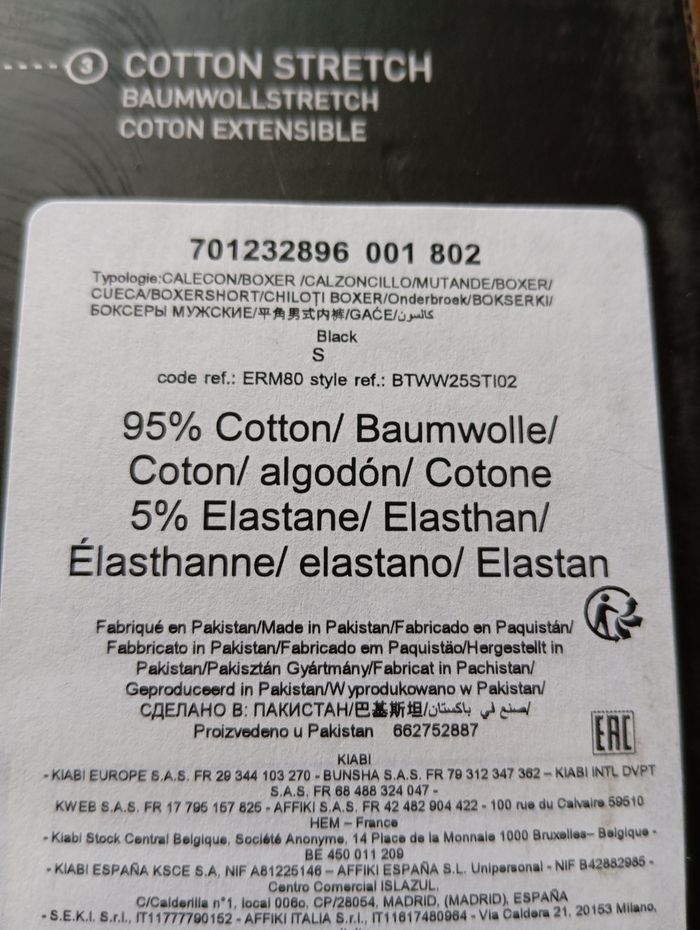 3 COTTON STRETCH
BAUMWOLLSTRETCH
COTON EXTENSIBLE
701232896 001 802
Typologie:CALECON/BOXER /CALZONCILLO/MUTANDE/BOXER/
CUECA/BOXERSHORT/CHILOȚI BOXER/Onderbroek/BOKSERKI/
БОКСЕРЫ МУЖСКИЕ/平角男式内裤/GAĆE/كالسون
Black
S
code ref.: ERM80 style ref.: BTWW25STI02
95% Cotton/ Baumwolle/
Coton/ algodón/ Cotone
5% Elastane/ Elasthan/
Élasthanne/ elastano/ Elastan
Fabriqué en Pakistan/Made in Pakistan/Fabricado en Paquistán/
Fabbricato in Pakistan/Fabricado em Paquistão/Hergestellt in
Pakistan/Pakisztán Gyártmány/Fabricat in Pachistan/
Geproduceerd in Pakistan/Wyprodukowano w Pakistan/
СДЕЛАНО В: ПАКИСТАН/巴基斯坦/صنع في باكستان/
Proizvedeno u Pakistan 662752887
EAC
KIABI
- KIABI EUROPE S.A.S. FR 29 344 103 270 - BUNSHA S.A.S. FR 79 312 347 362 – KIABI INTL DVPT
S.A.S. FR 68 488 324 047 -
KWEB S.A.S. FR 17 795 157 825 - AFFIKI S.A.S. FR 42 482 904 422 - 100 rue du Calvaire 59510
HEM – France
- Kiabi Stock Central Belgique, Société Anonyme, 14 Place de la Monnaie 1000 Bruxelles– Belgique -
BE 450 011 209
- KIABI ESPAÑA KSCE S.A, NIF A81225146 – AFFIKI ESPAÑA S.L. Unipersonal - NIF B42882985 -
Centro Comercial ISLAZUL,
C/Calderilla n°1, local 006o, CP/28054, MADRID, (MADRID), ESPAÑA
- S.E.K.I. S.r.l., IT11777790152 - AFFIKI ITALIA S.r.l., IT11617480964 - Via Caldera 21, 20153 Milano,